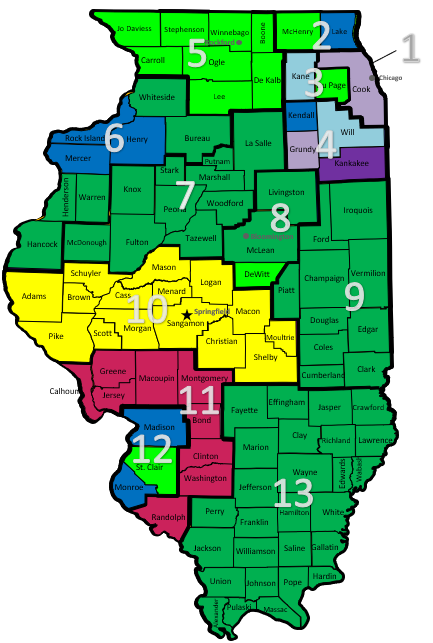 Jo Daviess
Stephenson
Winnebago
Rockford
Boone
McHenry
Lake
1
2
Carroll
5
Ogle
Kane
3
Page
Cook
Chicago
De Kalb
Lee
Whiteside
Kendall
Will
4
Grundy
Kankakee
Rock Island
6
Henry
Bureau
La Salle
Mercer
Putnam
Stark
Marshall
Knox
7
Henderson
Warren
Peoria
Woodford
Livingston
8
Iroquois
Hancock
McDonough
Fulton
Tazewell
Bloomington
McLean
Ford
Mason
Schuyler
Logan
DeWitt
Champaign
Vermilion
Adams
Brown
Cass
Menard
10
Piatt
9
Macon
Springfield
Sangamon
Scott
Morgan
Pike
Christian
Moultrie
Douglas
Edgar
Coles
Shelby
Cumberland
Clark
Greene
Macoupin
Montgomery
Calhoun
Jersey
11
Bond
Fayette
Effingham
Jasper
Crawford
Madison
12
Clinton
Marion
Clay
Richland
Lawrence
St. Clair
Washington
Wayne
Edwards
Wabash
Monroe
Jefferson
13
Randolph
Perry
Hamilton
White
Franklin
Jackson
Williamson
Saline
Gallatin
Union
Johnson
Pope
Hardin
Alexander
Pulaski
Massac